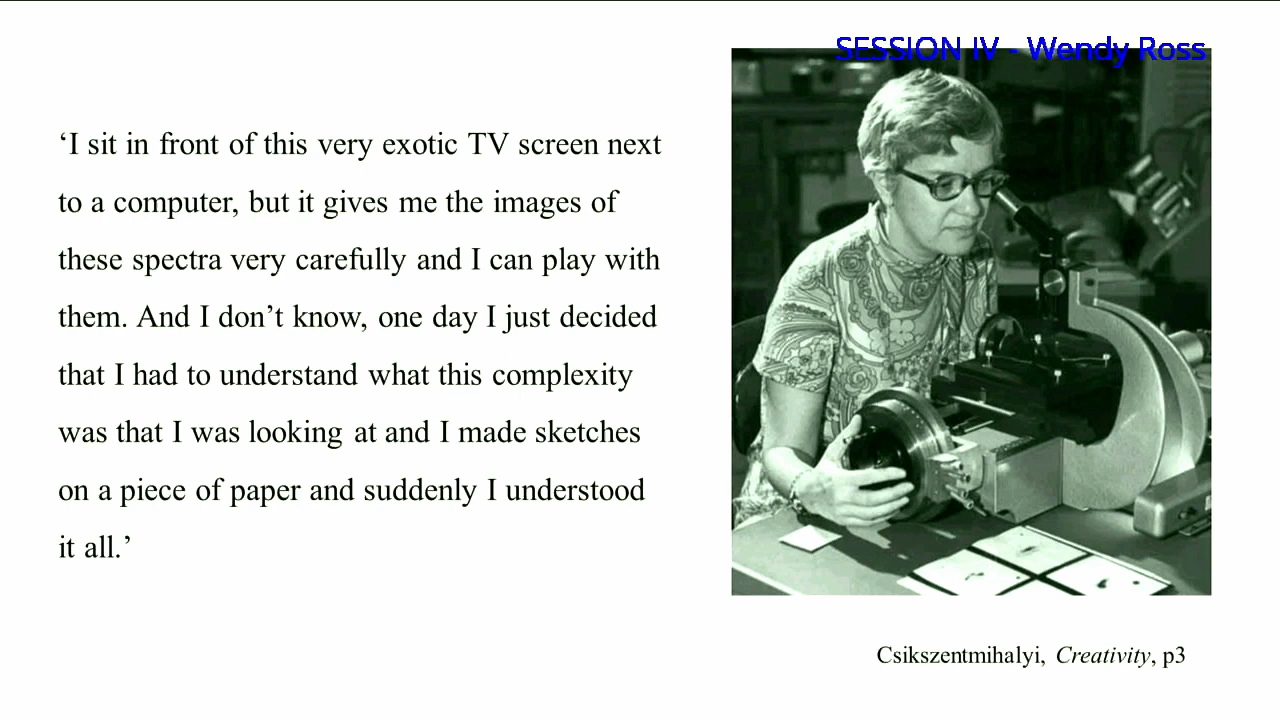 SESSION IV - Wendy Ross
‘I sit in front of this very exotic TV screen next
to a computer, but it gives me the images of
these spectra very carefully and I can play with
them. And I don’t know, one day I just decided
that I had to understand what this complexity
was that I was looking at and I made sketches
on a piece of paper and suddenly I understood
it all.’
Csikszentmihalyi, Creativity, p3